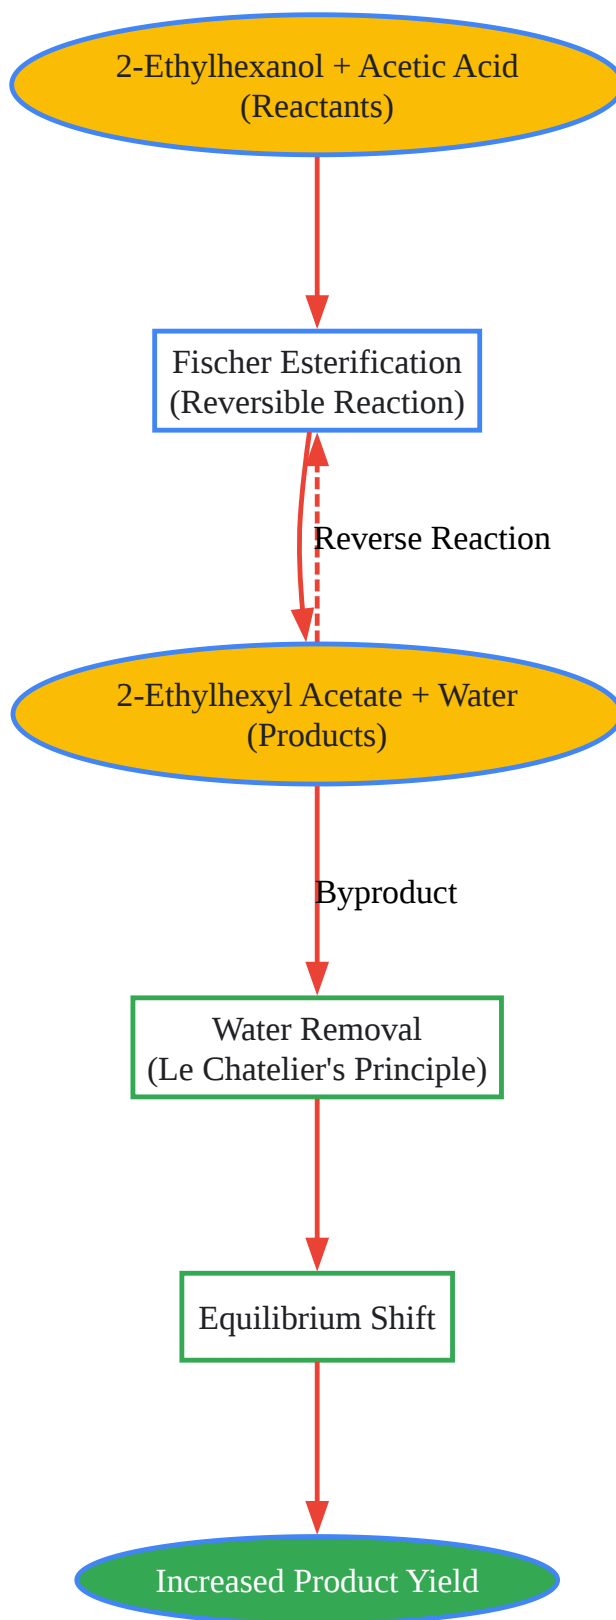 2-Ethylhexanol + Acetic Acid
(Reactants)
Fischer Esterification
(Reversible Reaction)
Reverse Reaction
2-Ethylhexyl Acetate + Water
(Products)
Byproduct
Water Removal
(Le Chatelier's Principle)
Equilibrium Shift
Increased Product Yield